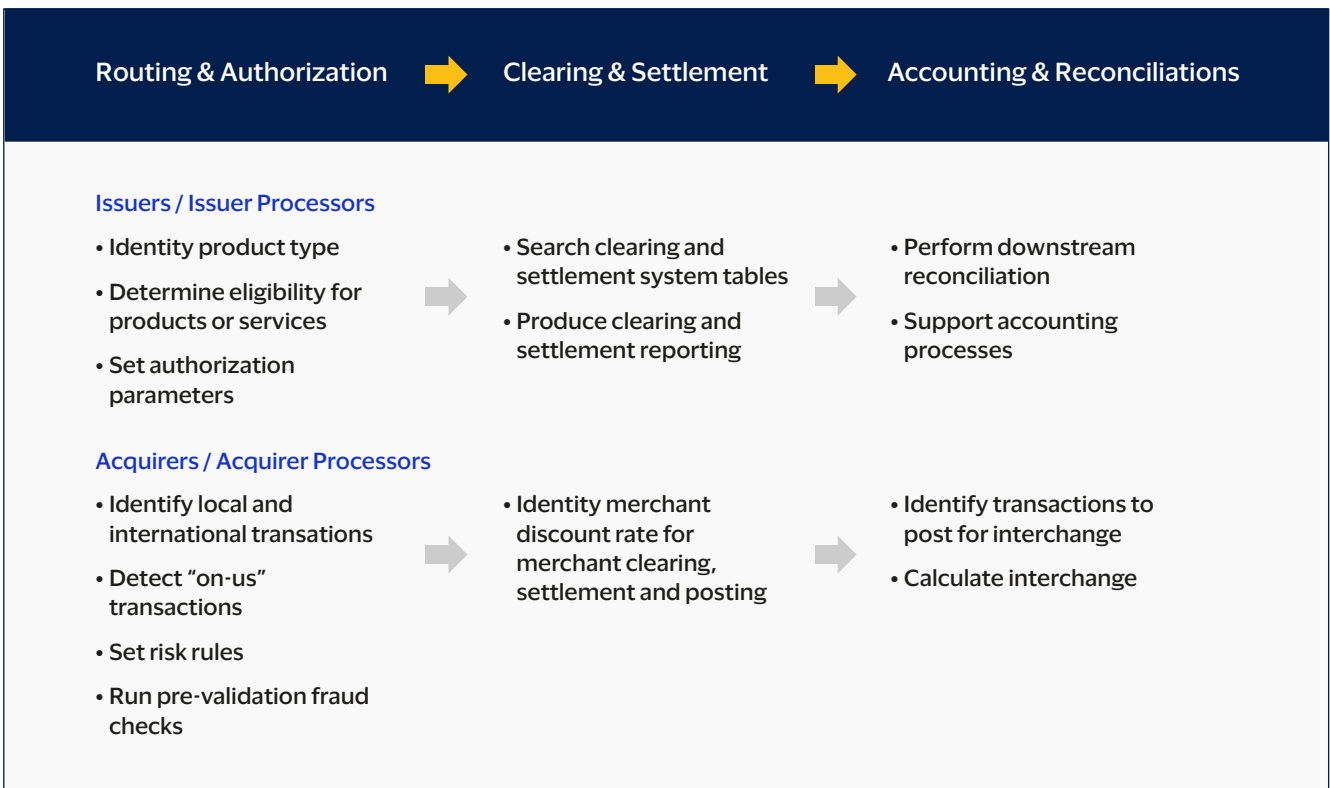 Routing & Authorization
Clearing & Settlement
Accounting & Reconciliations
Issuers / Issuer Processors
• Identity product type
• Determine eligibility for
products or services
• Set authorization
parameters
• Search clearing and
settlement system tables
• Produce clearing and
settlement reporting
• Perform downstream
reconciliation
• Support accounting
processes
Acquirers / Acquirer Processors
• Identify local and
international transations
• Detect “on-us”
transactions
• Set risk rules
• Run pre-validation fraud
checks
• Identity merchant
discount rate for
merchant clearing,
settlement and posting
• Identify transactions to
post for interchange
• Calculate interchange